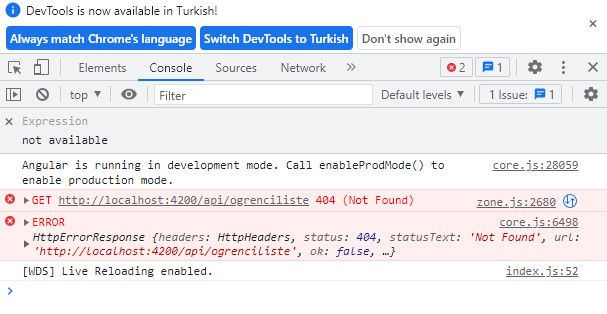 DevTools is now available in Turkish!
Always match Chrome's language Switch DevTools to Turkish Don't show again
Elements Console Sources Network » 2 1
top ▼ Filter Default levels ▼ 1 Issue: 1
Expression
not available
Angular is running in development mode. Call enableProdMode() to core.js:28059
enable production mode.
GET http://localhost:4200/api/ogrenciliste 404 (Not Found) zone.js:2680
ERROR core.js:6498
HttpErrorResponse {headers: HttpHeaders, status: 404, statusText: 'Not Found', url:
'http://localhost:4200/api/ogrenciliste', ok: false, …}
[WDS] Live Reloading enabled. index.js:52